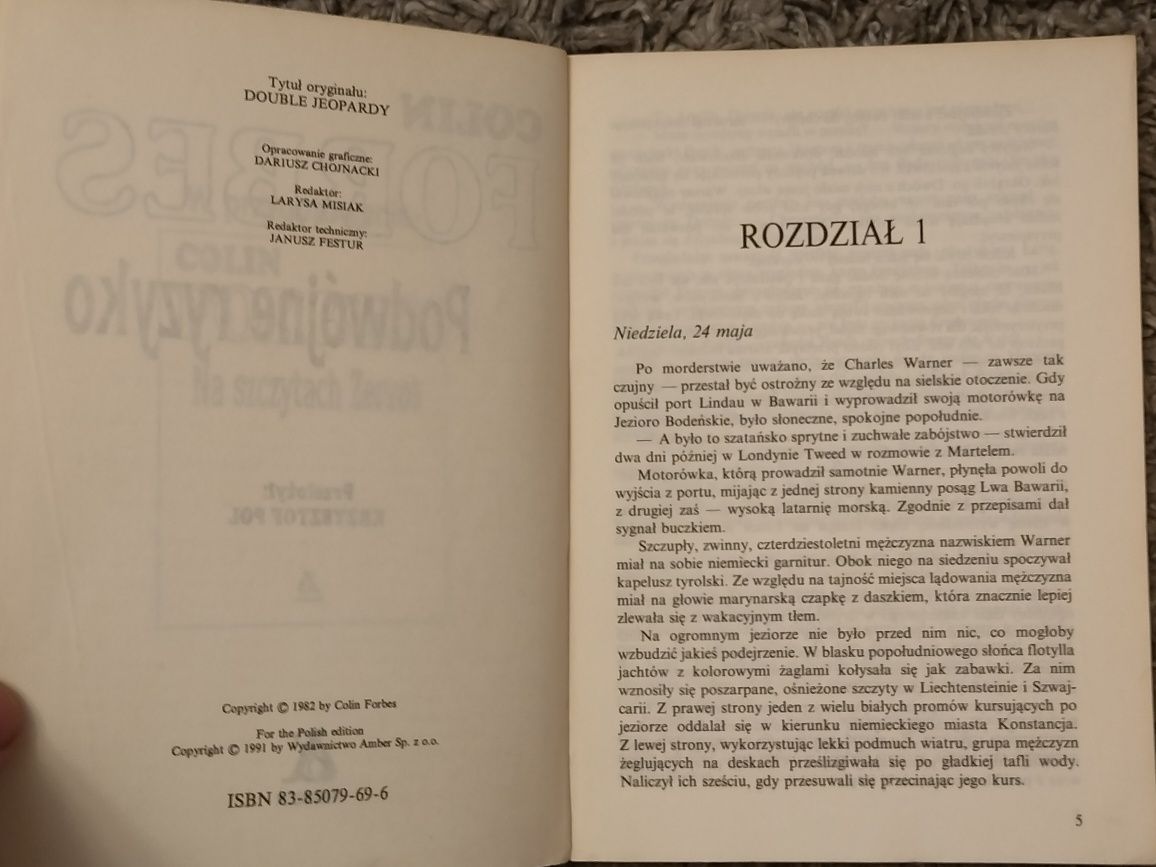 Tytuł oryginału:
DOUBLE JEOPARDY
Opracowanie graficzne:
DARIUSZ CHOJNACKI
Redaktor:
LARYSA MISIAK
Redaktor techniczny:
JANUSZ FESTUR
COLIN
FORBES
COLIN
Podwójne ryzyko
Na szczytach
Przełożył:
KRZYSZTOF POL
Copyright © 1982 by Colin Forbes
For the Polish edition
Copyright © 1991 by Wydawnictwo Amber Sp. z o.o.
ISBN 83-85079-69-6
ROZDZIAŁ 1
Niedziela, 24 maja
Po morderstwie uważano, że Charles Warner — zawsze tak
czujny — przestał być ostrożny ze względu na sielskie otoczenie. Gdy
opuścił port Lindau w Bawarii i wyprowadził swoją motorówkę na
Jezioro Bodeńskie, było słoneczne, spokojne popołudnie.
— A było to szatańsko sprytne i zuchwałe zabójstwo — stwierdził
dwa dni później w Londynie Tweed w rozmowie z Martelem.
Motorówka, którą prowadził samotnie Warner, płynęła powoli do
wyjścia z portu, mijając z jednej strony kamienny posąg Lwa Bawarii,
z drugiej zaś — wysoką latarnię morską. Zgodnie z przepisami dał
sygnał buczkiem.
Szczupły, zwinny, czterdziestoletni mężczyzna nazwiskiem Warner
miał na sobie niemiecki garnitur. Obok niego na siedzeniu spoczywał
kapelusz tyrolski. Ze względu na tajność miejsca lądowania mężczyzna
miał na głowie marynarską czapkę z daszkiem, która znacznie lepiej
zlewała się z wakacyjnym tłem.
Na ogromnym jeziorze nie było przed nim nic, co mogłoby
wzbudzić jakieś podejrzenie. W blasku popołudniowego słońca flotylla
jachtów z kolorowymi żaglami kołysała się jak zabawki. Za nim
wznosiły się poszarpane, ośnieżone szczyty w Liechtensteinie i Szwaj-
carii. Z prawej strony jeden z wielu białych promów kursujących po
jeziorze oddalał się w kierunku niemieckiego miasta Konstancja.
Z lewej strony, wykorzystując lekki podmuch wiatru, grupa mężczyzn
żeglujących na deskach prześlizgiwała się po gładkiej tafli wody.
Naliczył ich sześciu, gdy przesuwali się przecinając jego kurs.
5